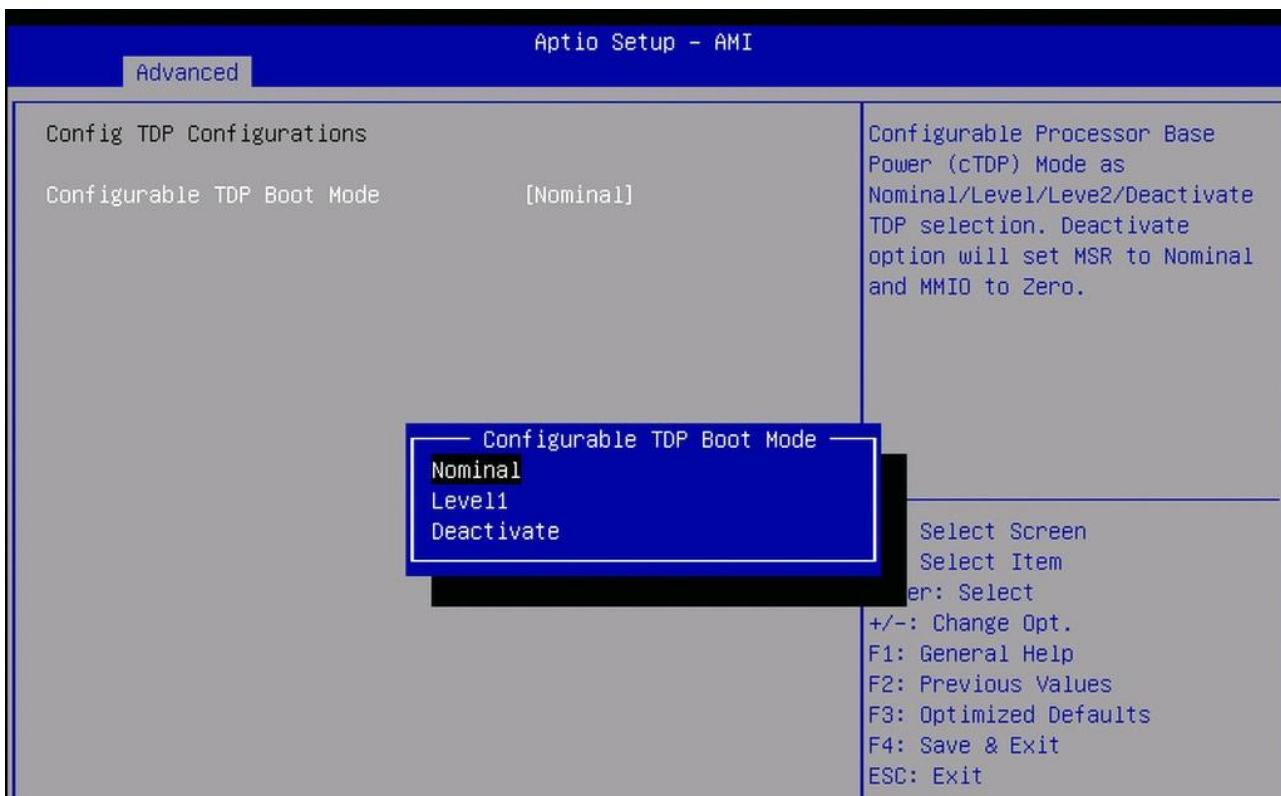 Aptio Setup – AMI
Advanced
Config TDP Configurations
Configurable TDP Boot Mode [Nominal]
Configurable Processor Base
Power (cTDP) Mode as
Nominal/Level/Leve2/Deactivate
TDP selection. Deactivate
option will set MSR to Nominal
and MMIO to Zero.
Configurable TDP Boot Mode
Nominal
Level1
Deactivate
Select Screen
Select Item
er: Select
+/-: Change Opt.
F1: General Help
F2: Previous Values
F3: Optimized Defaults
F4: Save & Exit
ESC: Exit